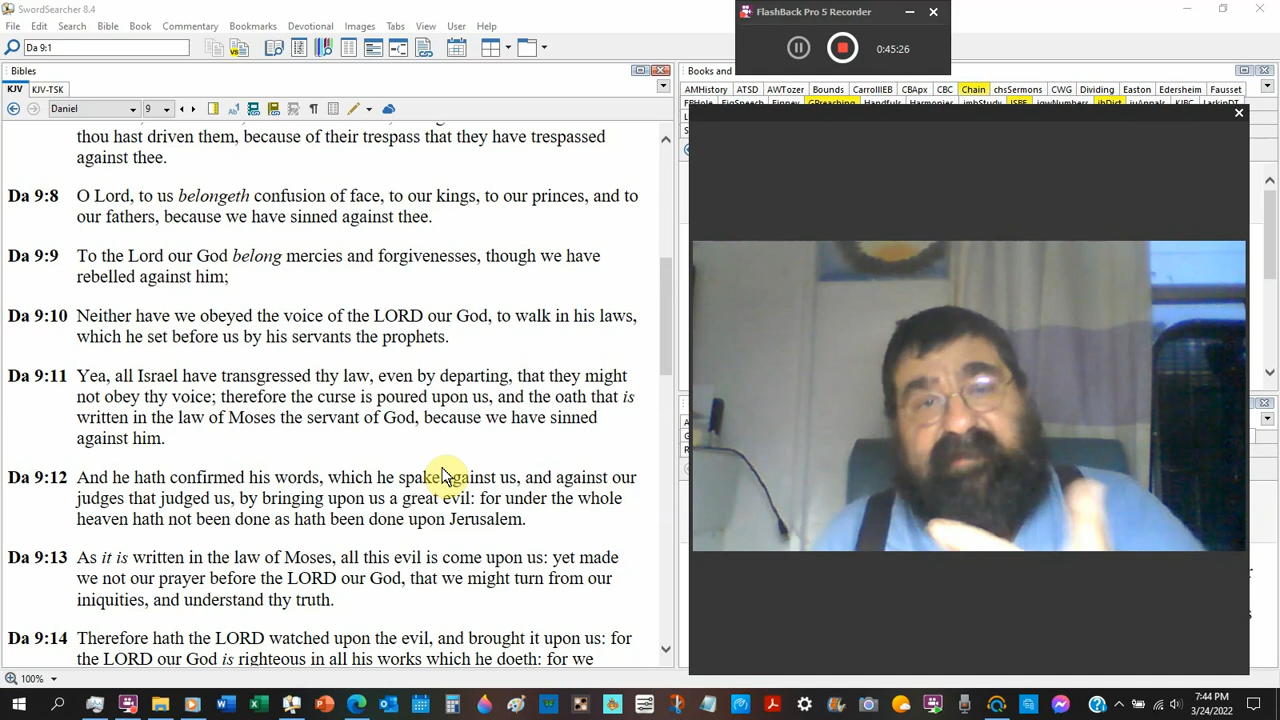 SwordSearcher 8.4
File Edit Search Bible Book Commentary Bookmarks Devotional Images Tabs View User Help
Da 9:1
Bibles
KJV KJV-TSK
Daniel 9
thou hast driven them, because of their trespass that they have trespassed
against thee.
Da 9:8 O Lord, to us belongeth confusion of face, to our kings, to our princes, and to
our fathers, because we have sinned against thee.
Da 9:9 To the Lord our God belong mercies and forgivenesses, though we have
rebelled against him;
Da 9:10 Neither have we obeyed the voice of the LORD our God, to walk in his laws,
which he set before us by his servants the prophets.
Da 9:11 Yea, all Israel have transgressed thy law, even by departing, that they might
not obey thy voice; therefore the curse is poured upon us, and the oath that is
written in the law of Moses the servant of God, because we have sinned
against him.
Da 9:12 And he hath confirmed his words, which he spake against us, and against our
judges that judged us, by bringing upon us a great evil: for under the whole
heaven hath not been done as hath been done upon Jerusalem.
Da 9:13 As it is written in the law of Moses, all this evil is come upon us: yet made
we not our prayer before the LORD our God, that we might turn from our
iniquities, and understand thy truth.
Da 9:14 Therefore hath the LORD watched upon the evil, and brought it upon us: for
the LORD our God is righteous in all his works which he doeth: for we
100%
FlashBack Pro 5 Recorder
0:45:26
Books and
AMHistory ATSD AWTozer Bounds CarrollIEB CBApx CBC Chain chsSermons CWG Dividing Easton Edersheim Fausset
7:44 PM
3/24/2022